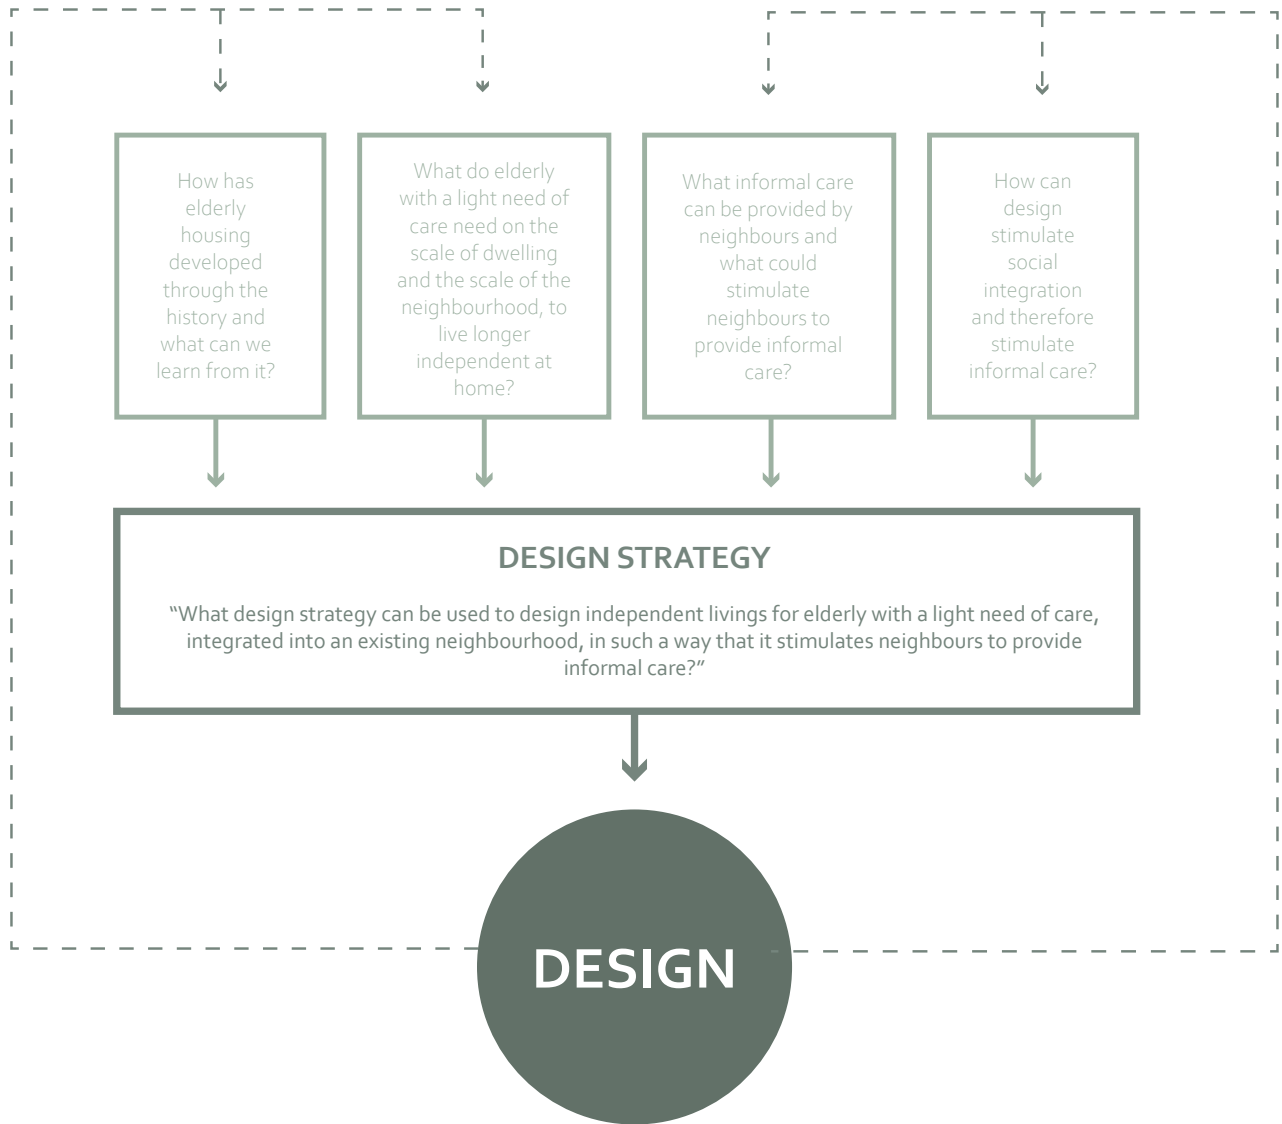 How has
elderly
housing
developed
through the
history and
what can we
learn from it?
What do elderly
with a light need of
care need on the
scale of dwelling
and the scale of the
neighbourhood, to
live longer
independent at
home?
What informal care
can be provided by
neighbours and
what could
stimulate
neighbours to
provide informal
care?
How can
design
stimulate
social
integration
and therefore
stimulate
informal care?
DESIGN STRATEGY
“What design strategy can be used to design independent livings for elderly with a light need of care,
integrated into an existing neighbourhood, in such a way that it stimulates neighbours to provide
informal care?”
DESIGN